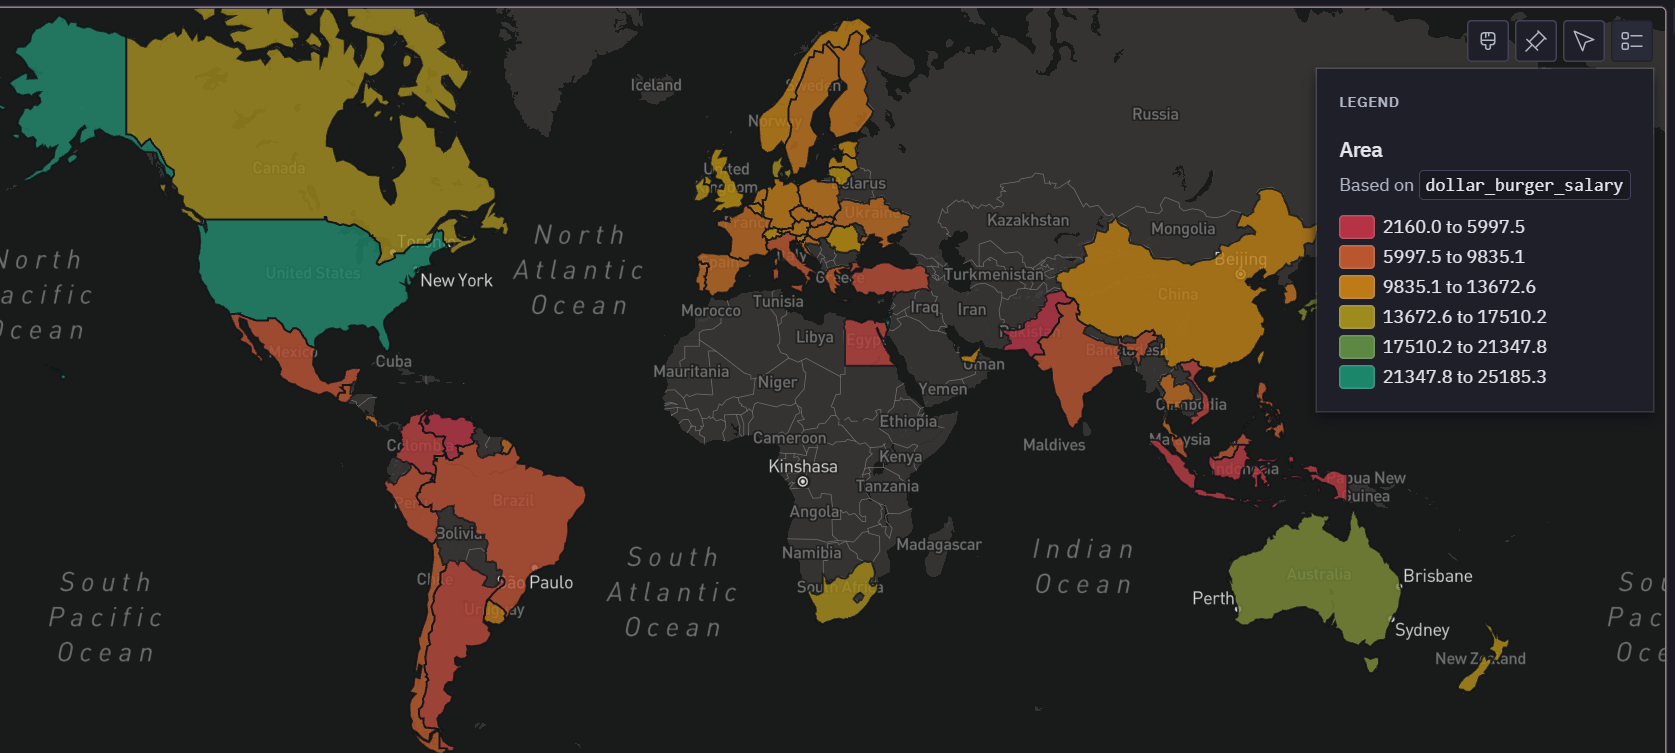 LEGEND
Area
Based on dollar_burger_salary
2160.0 to 5997.5
5997.5 to 9835.1
9835.1 to 13672.6
13672.6 to 17510.2
17510.2 to 21347.8
21347.8 to 25185.3
Iceland
Russia
Sweden
Norway
Canada
United
Kingdom
Belarus
Ukraine
France
Kazakhstan
Mongolia
Toronto
North
Atlantic
Ocean
North
Pacific
Ocean
United States
New York
Spain
Italy
Greece
Turkmenistan
Beijing
China
Morocco
Tunisia
Iraq
Iran
Libya
Egypt
Pakistan
Bangladesh
Mexico
Cuba
Mauritania
Niger
Oman
Yemen
Cambodia
Ethiopia
Colombia
Cameroon
Maldives
Malaysia
Kinshasa
Kenya
Indonesia
Papua New
Guinea
Tanzania
Peru
Brazil
Angola
Bolivia
Namibia
Madagascar
South
Atlantic
Ocean
Indian
Ocean
South
Pacific
Ocean
Chile
São Paulo
Uruguay
South Africa
Australia
Brisbane
Perth
Sydney
New Zealand
Sou
Pac
Oce